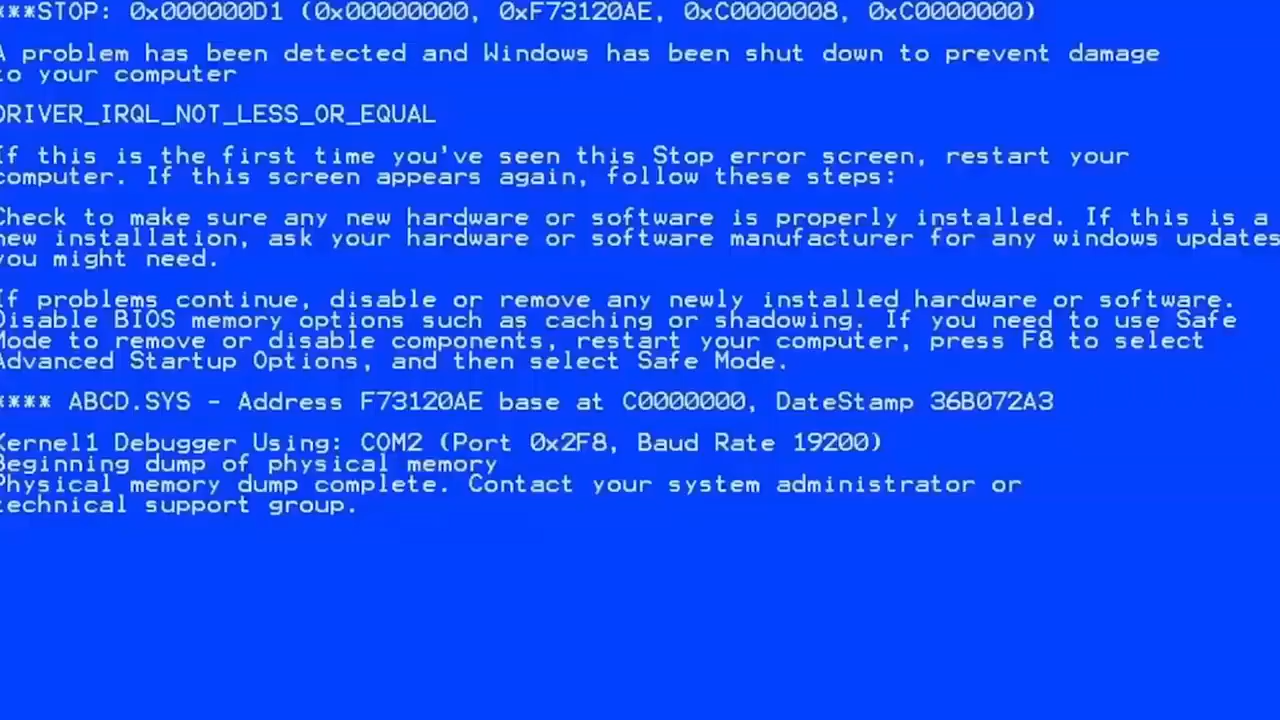 ***STOP: 0x000000D1 (0x00000000, 0xF73120AE, 0xC0000008, 0xC0000000)
A problem has been detected and Windows has been shut down to prevent damage
to your computer
DRIVER_IRQL_NOT_LESS_OR_EQUAL
If this is the first time you've seen this Stop error screen, restart your
computer. If this screen appears again, follow these steps:
Check to make sure any new hardware or software is properly installed. If this is a
new installation, ask your hardware or software manufacturer for any windows updates
you might need.
If problems continue, disable or remove any newly installed hardware or software.
Disable BIOS memory options such as caching or shadowing. If you need to use Safe
Mode to remove or disable components, restart your computer, press F8 to select
Advanced Startup Options, and then select Safe Mode.
**** ABCD.SYS - Address F73120AE base at C0000000, DateStamp 36B072A3
Kernel1 Debugger Using: COM2 (Port 0x2F8, Baud Rate 19200)
Beginning dump of physical memory
Physical memory dump complete. Contact your system administrator or
technical support group.